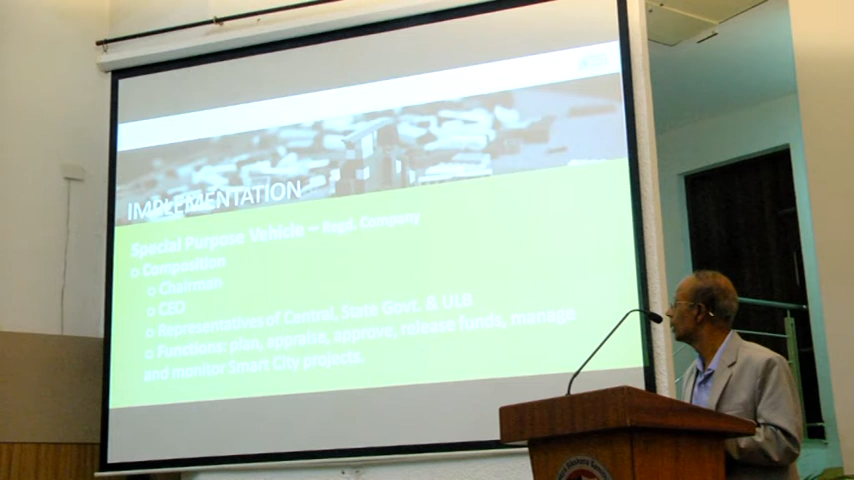 IMPLEMENTATION
Special Purpose Vehicle – Regd. Company
o Composition
o Chairman
o CEO
o Representatives of Central, State Govt. & ULB
o Functions: plan, appraise, approve, release funds, manage
and monitor Smart City projects.